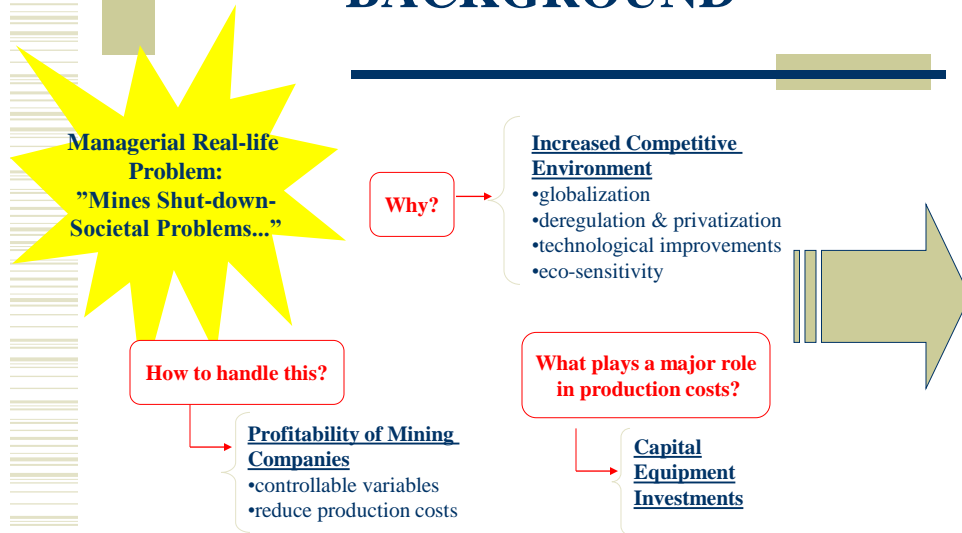 BACKGROUND
Managerial Real-life
Problem:
”Mines Shut-down-
Societal Problems...”
Why?
Increased Competitive
Environment
•globalization
•deregulation & privatization
•technological improvements
•eco-sensitivity
How to handle this?
Profitability of Mining
Companies
•controllable variables
•reduce production costs
What plays a major role
in production costs?
Capital
Equipment
Investments